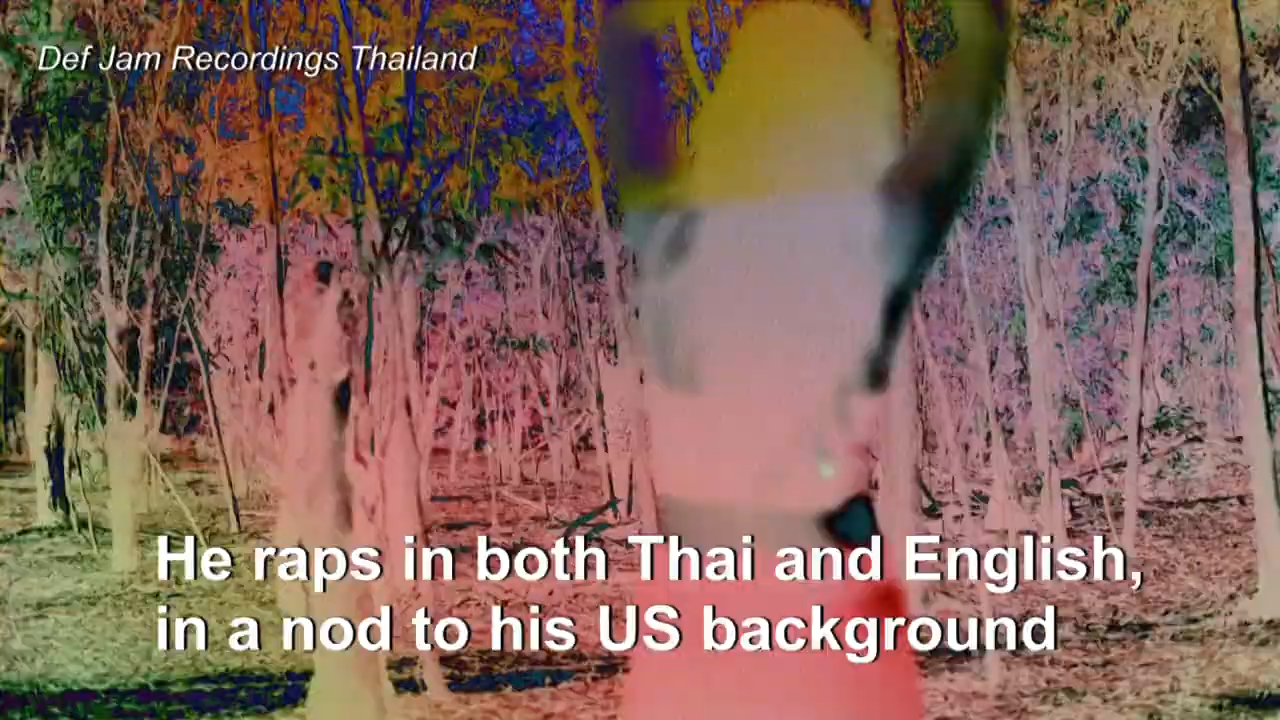 Def Jam Recordings Thailand
He raps in both Thai and English,
in a nod to his US background